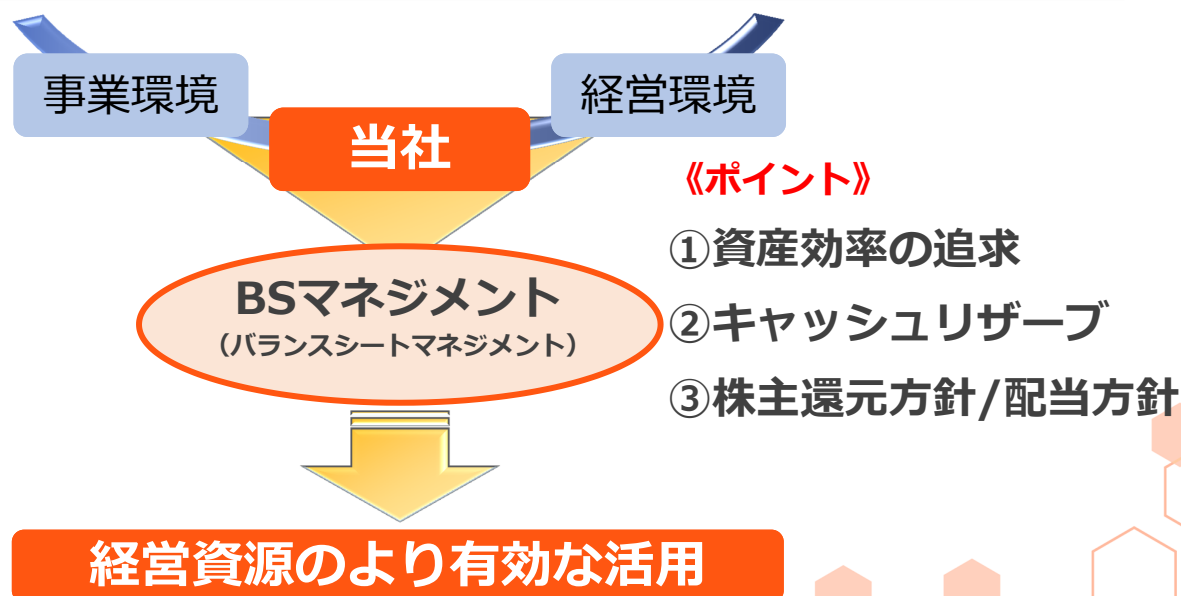 事業環境
経営環境
当社
《ポイント》
①資産効率の追求
BSマネジメント
（バランスシートマネジメント）
②キャッシュリザーブ
③株主還元方針/配当方針
経営資源のより有効な活用